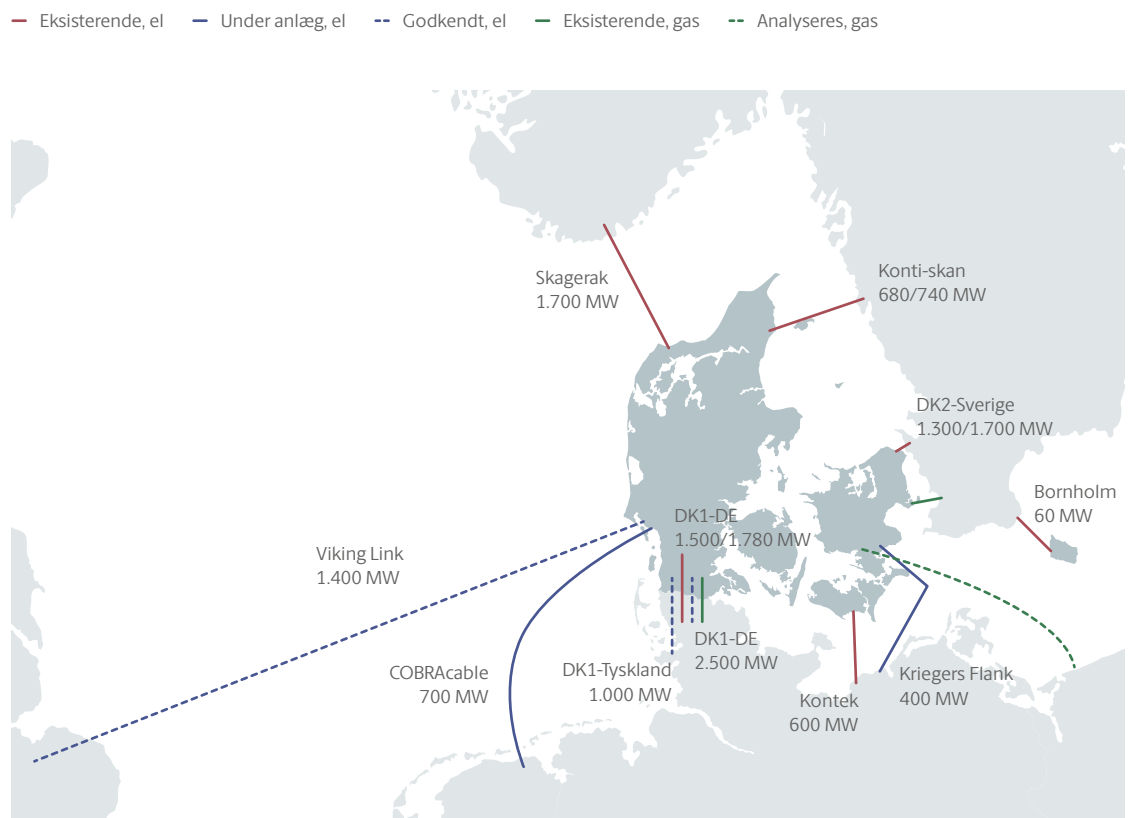 Eksisterende, el
Under anlæg, el
Godkendt, el
Eksisterende, gas
Analyseres, gas
Skagerak
1.700 MW
Konti-skan
680/740 MW
DK2-Sverige
1.300/1.700 MW
Bornholm
60 MW
DK1-DE
1.500/1.780 MW
Viking Link
1.400 MW
COBRAcable
700 MW
DK1-Tyskland
1.000 MW
DK1-DE
2.500 MW
Kontek
600 MW
Kriegers Flank
400 MW